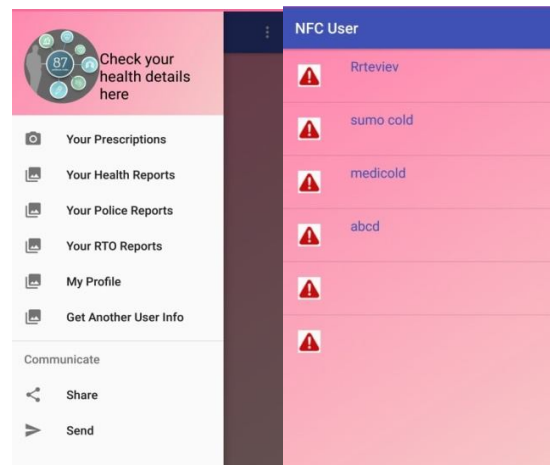 87
Check your
health details
here
Your Prescriptions
Your Health Reports
Your Police Reports
Your RTO Reports
My Profile
Get Another User Info
Communicate
Share
Send
NFC User
Rrteviev
sumo cold
medicold
abcd